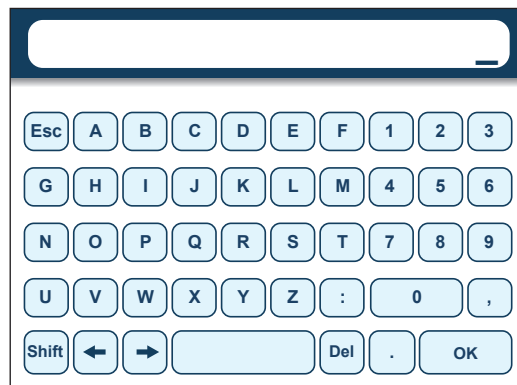 _
Esc A B C D E F 1 2 3
G H I J K L M 4 5 6
N O P Q R S T 7 8 9
U V W X Y Z : 0 ,
Shift ← → Del . OK